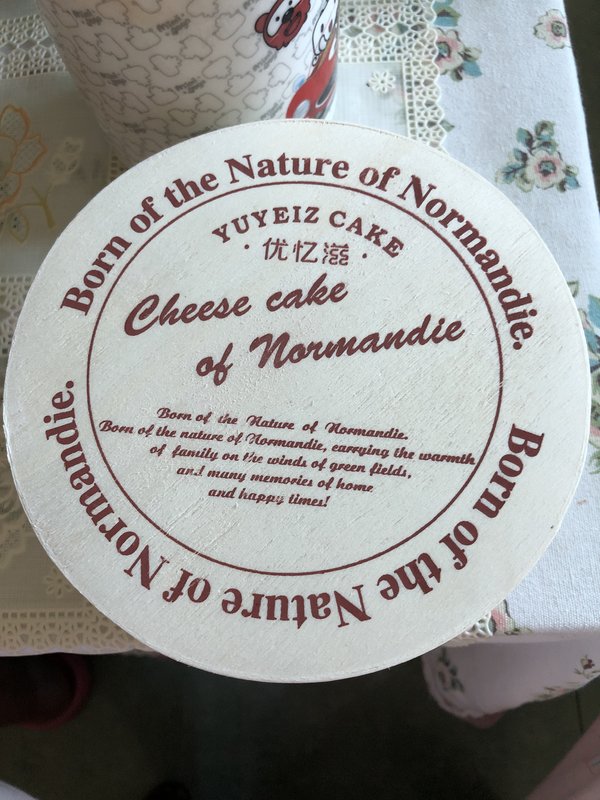 Born of the Nature of Normandie.
YUYEIZ CAKE
· 优忆滋 ·
Cheese cake
of Normandie
Born of the Nature of Normandie.
Born of the nature of Normandie, carrying the warmth
of family on the winds of green fields,
and many memories of home
and happy times!
Born of the Nature of Normandie.